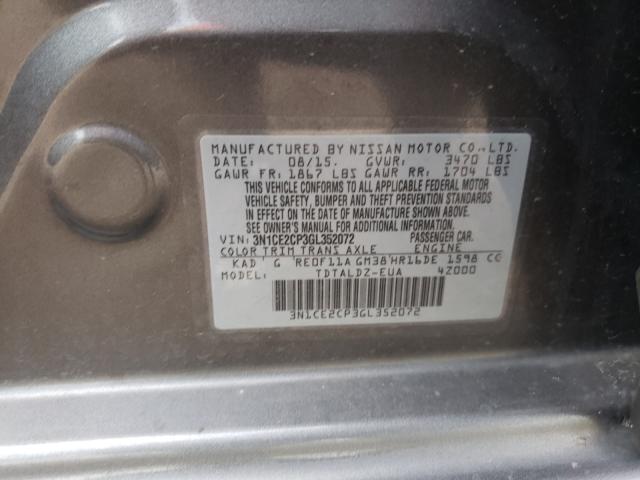 MANUFACTURED BY NISSAN MOTOR CO., LTD.
DATE: 08/15. GVWR: 3470 LBS
GAWR FR: 1867 LBS GAWR RR: 1704 LBS
THIS VEHICLE CONFORMS TO ALL APPLICABLE FEDERAL MOTOR
VEHICLE SAFETY, BUMPER AND THEFT PREVENTION STANDARDS
IN EFFECT ON THE DATE OF MANUFACTURE SHOWN ABOVE.
SEE OWNER'S MANUAL FOR ADDITIONAL INFORMATION.
VIN: 3N1CE2CP3GL352072 PASSENGER CAR.
COLOR TRIM TRANS AXLE ENGINE
KAD G RE0F11A GM38 HR16DE 1598 CC
MODEL: TDTALDZ-EUA 4Z000
3N1CE2CP3GL352072